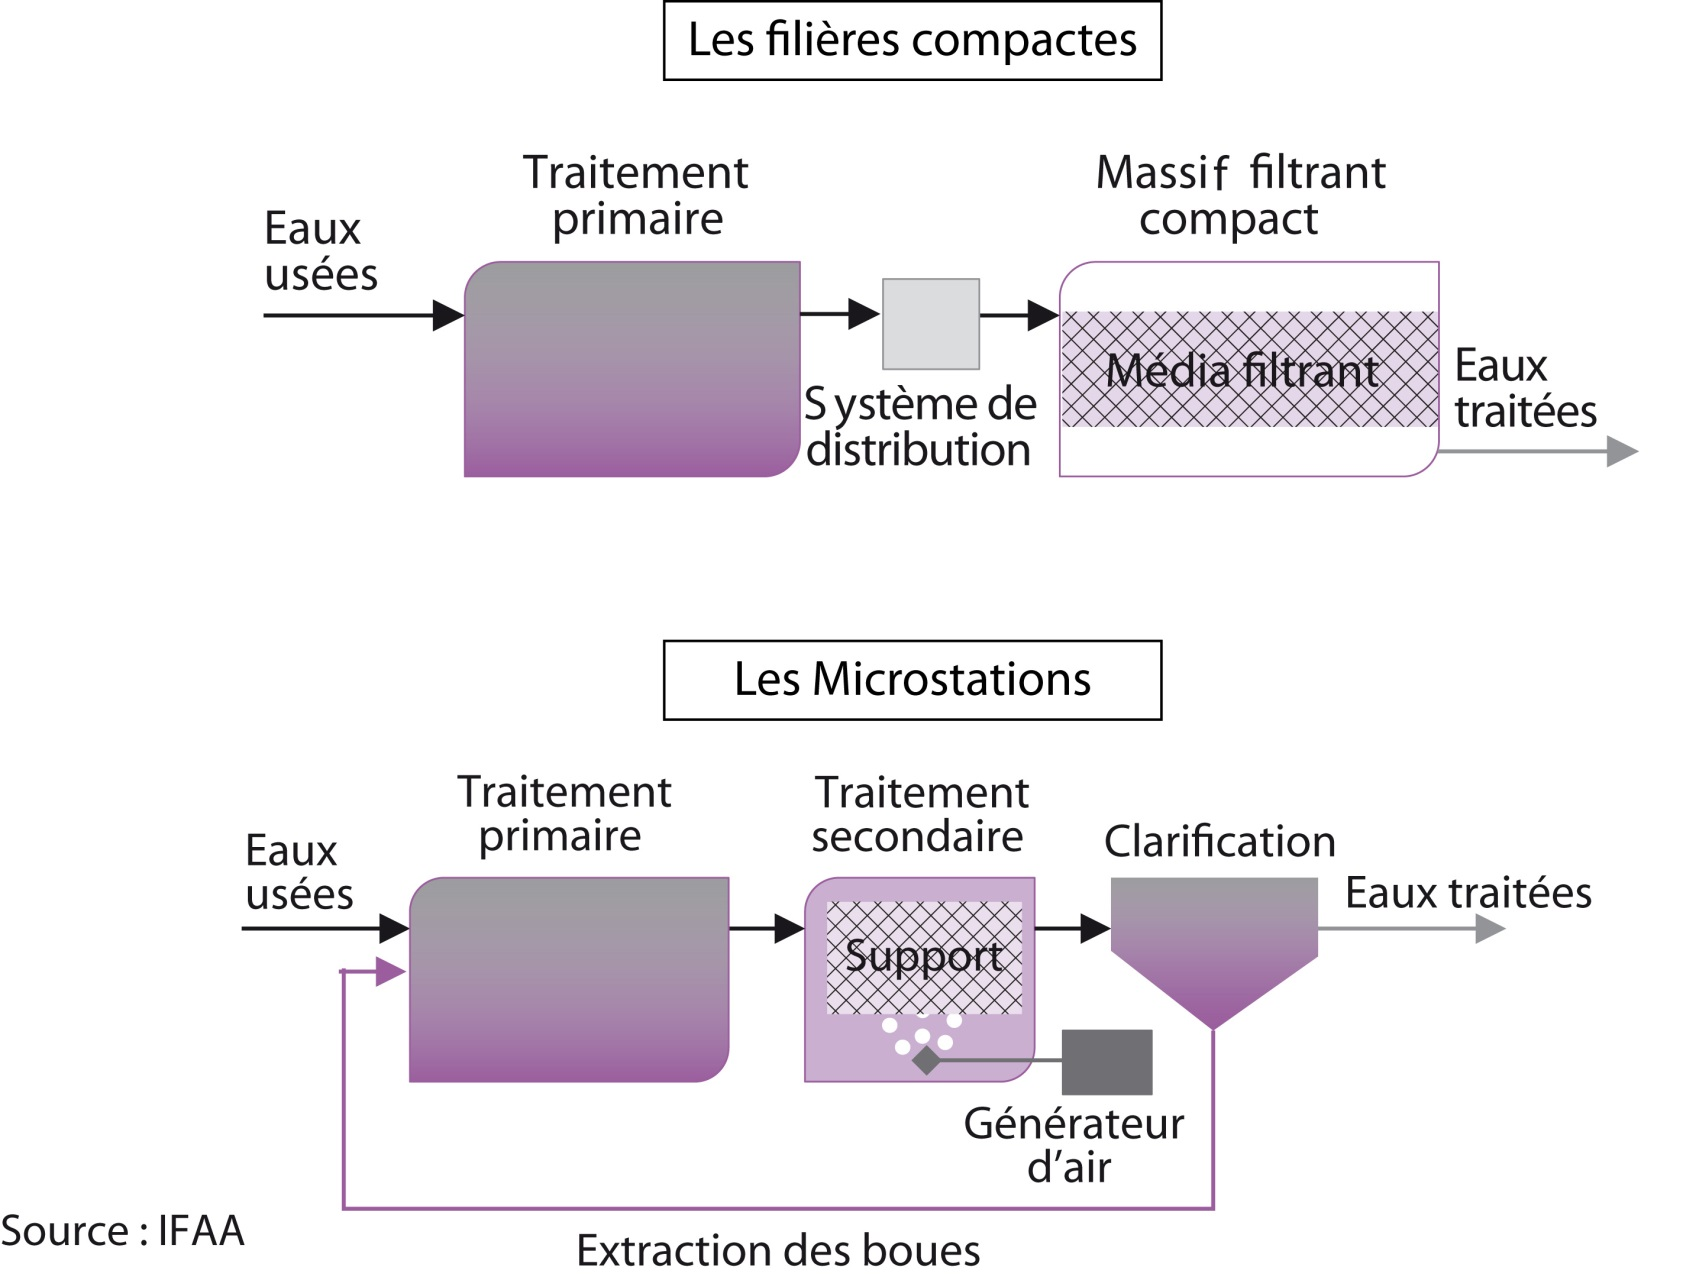 Les filières compactes
Traitement
primaire
Massif filtrant
compact
Eaux
usées
Média filtrant
Eaux
traitées
Système de
distribution
Les Microstations
Traitement
primaire
Traitement
secondaire
Clarification
Eaux
usées
Eaux traitées
Support
Générateur
d'air
Source : IFAA
Extraction des boues